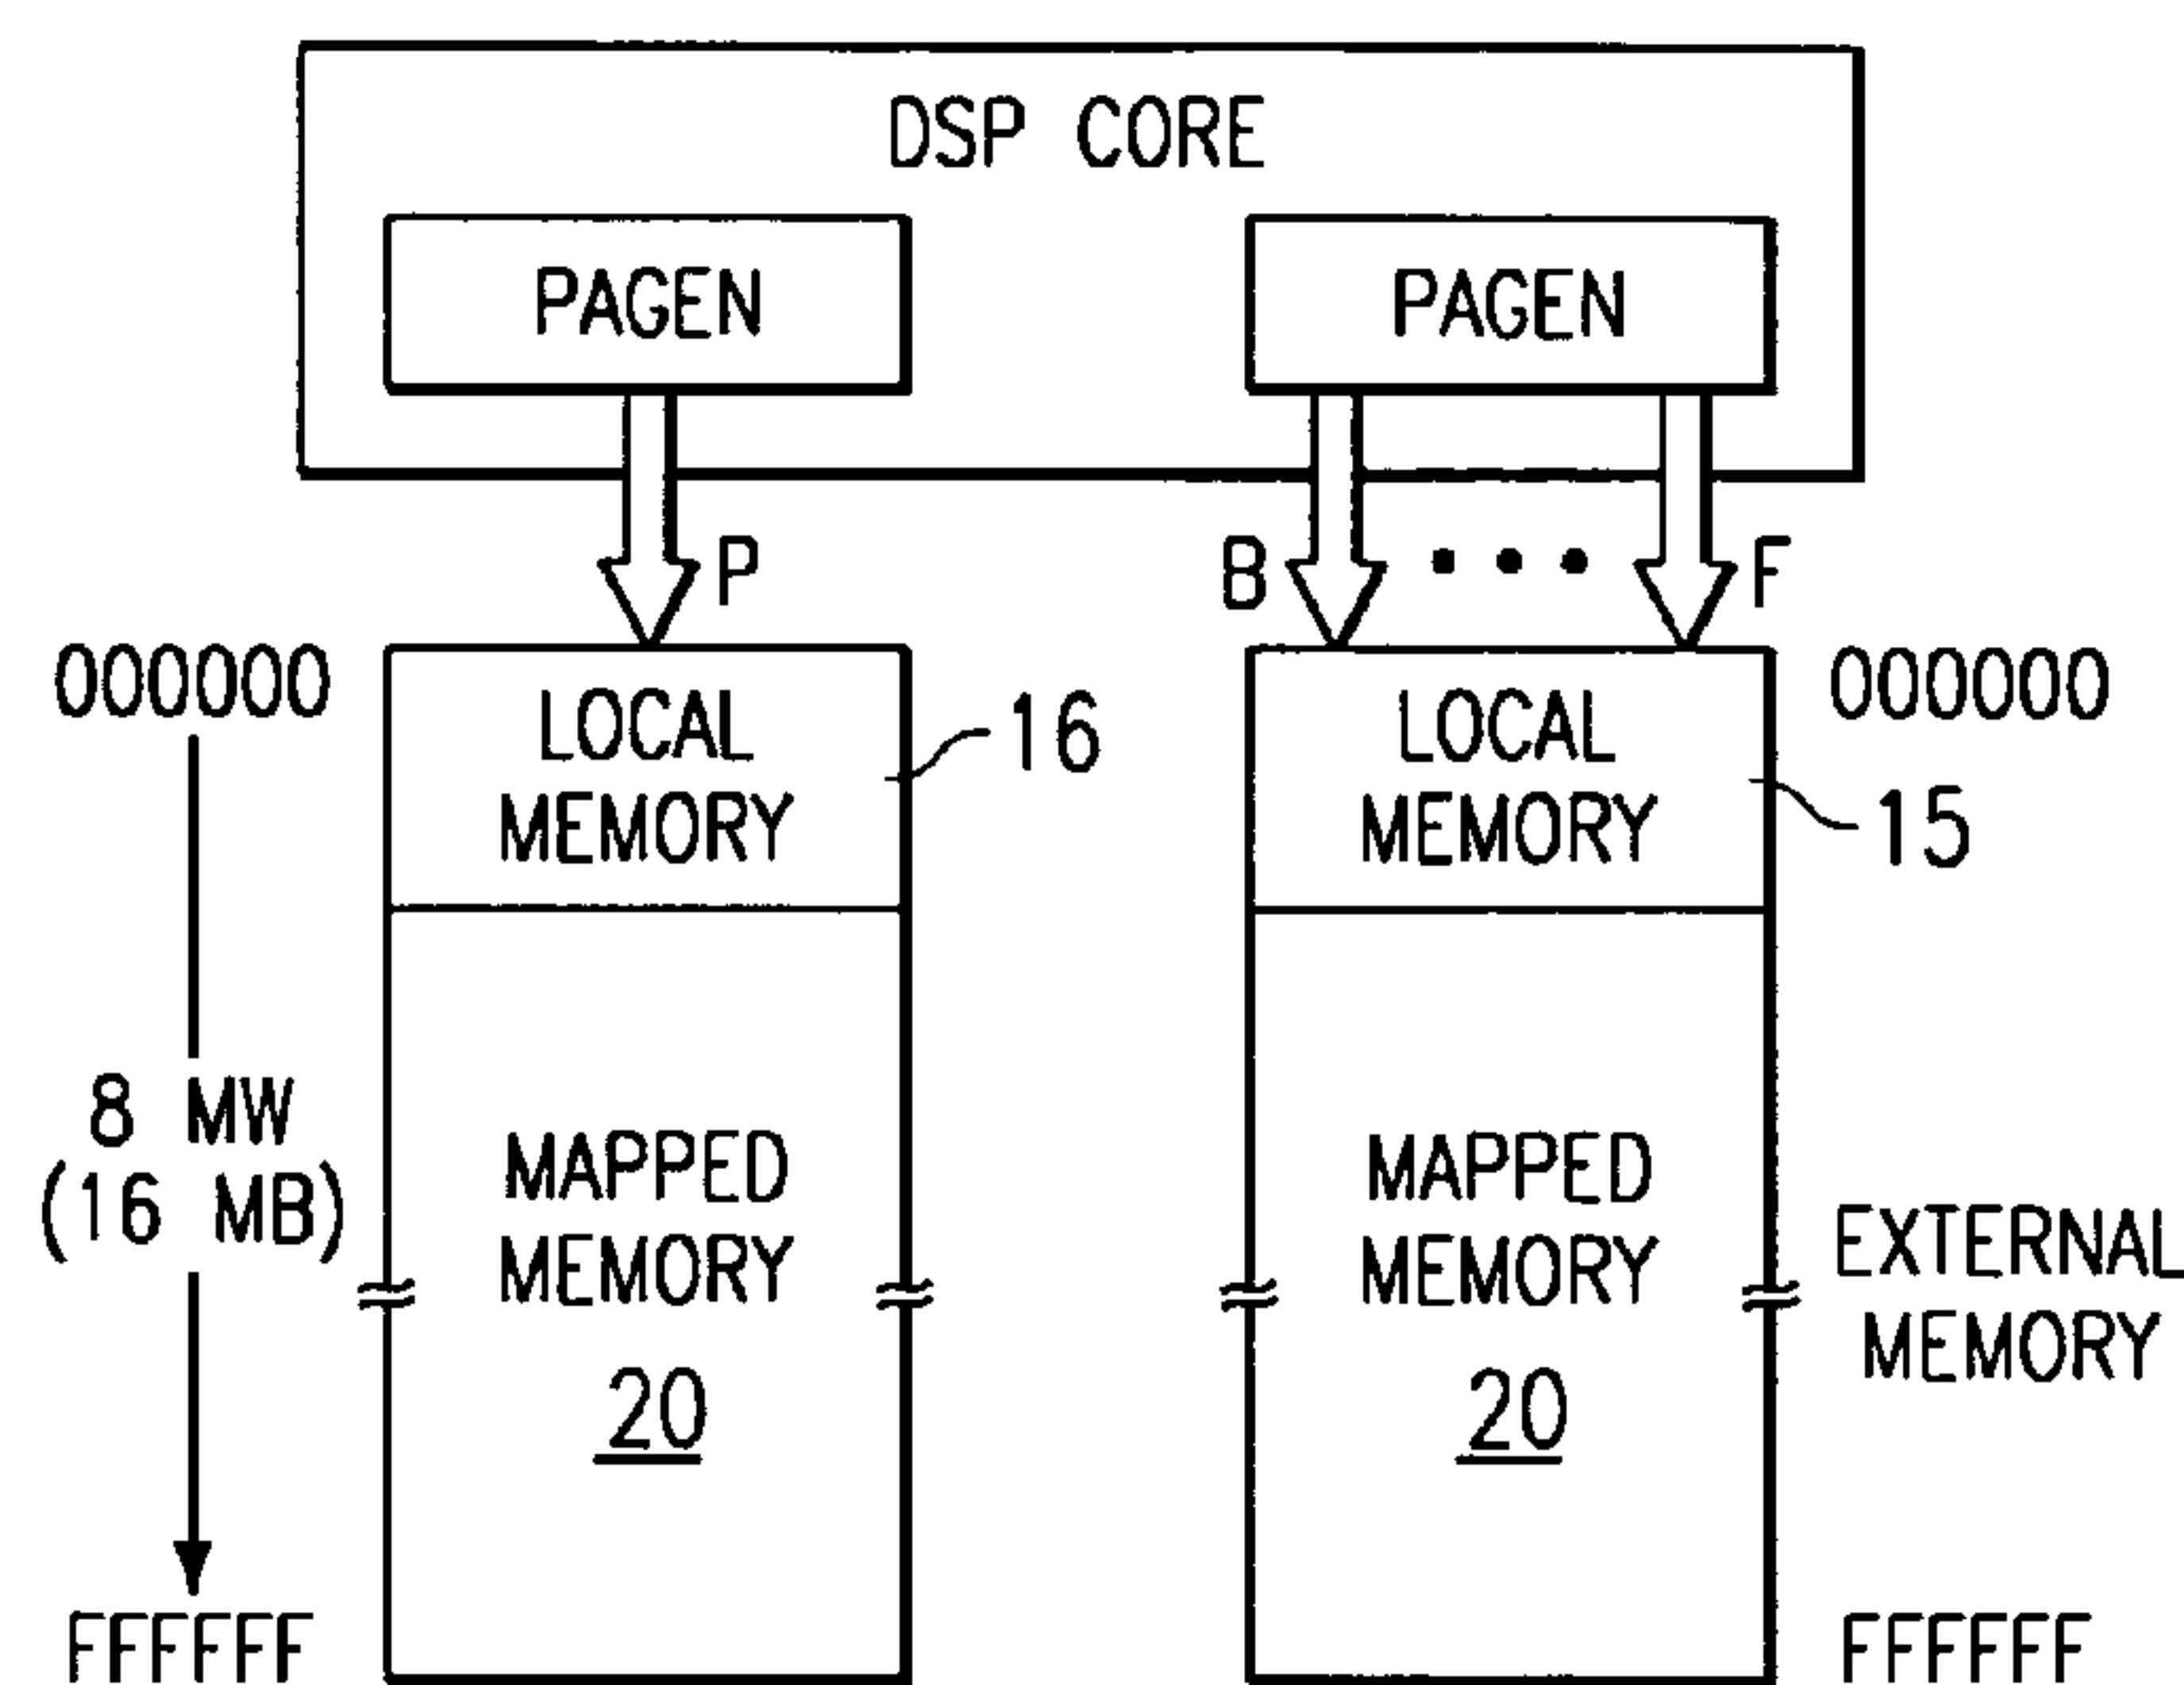 DSP CORE
PAGEN
PAGEN
P
B
F
000000
LOCAL
MEMORY
16
LOCAL
MEMORY
000000
15
8 MW
(16 MB)
MAPPED
MEMORY
20
MAPPED
MEMORY
20
EXTERNAL
MEMORY
FFFFFF
FFFFFF